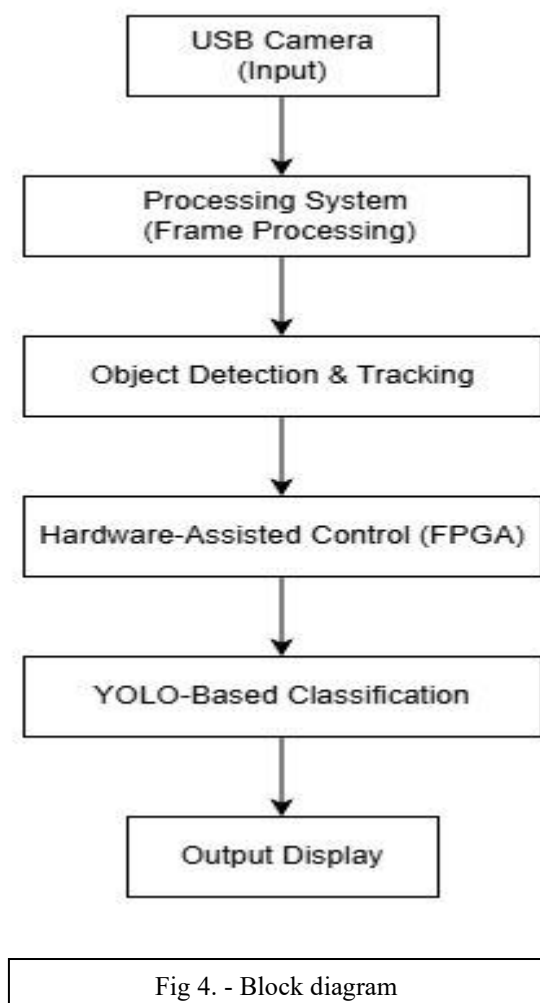 USB Camera
(Input)
Processing System
(Frame Processing)
Object Detection & Tracking
Hardware-Assisted Control (FPGA)
YOLO-Based Classification
Output Display
Fig 4. - Block diagram